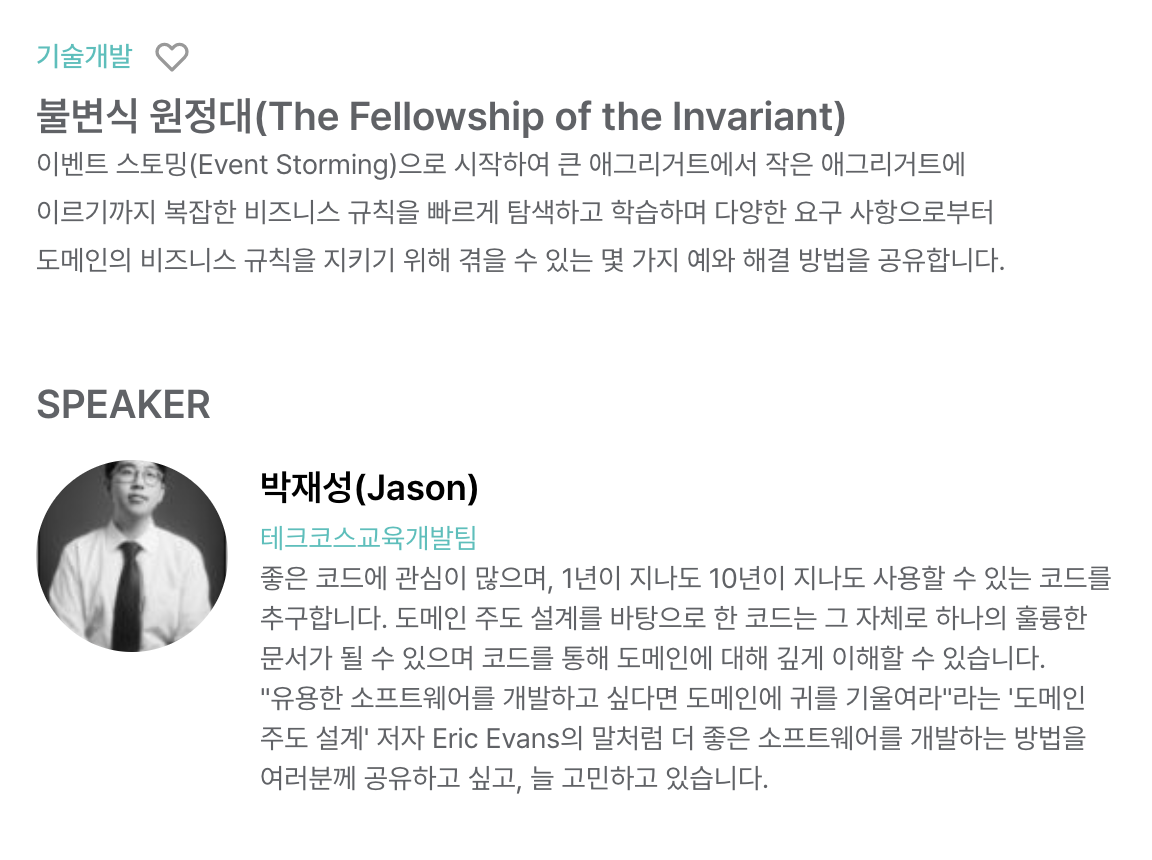 기술개발
불변식 원정대(The Fellowship of the Invariant)
이벤트 스토밍(Event Storming)으로 시작하여 큰 애그리거트에서 작은 애그리거트에
이르기까지 복잡한 비즈니스 규칙을 빠르게 탐색하고 학습하며 다양한 요구 사항으로부터
도메인의 비즈니스 규칙을 지키기 위해 겪을 수 있는 몇 가지 예와 해결 방법을 공유합니다.
SPEAKER
박재성(Jason)
테크코스교육개발팀
좋은 코드에 관심이 많으며, 1년이 지나도 10년이 지나도 사용할 수 있는 코드를
추구합니다. 도메인 주도 설계를 바탕으로 한 코드는 그 자체로 하나의 훌륭한
문서가 될 수 있으며 코드를 통해 도메인에 대해 깊게 이해할 수 있습니다.
"유용한 소프트웨어를 개발하고 싶다면 도메인에 귀를 기울여라"라는 '도메인
주도 설계' 저자 Eric Evans의 말처럼 더 좋은 소프트웨어를 개발하는 방법을
여러분께 공유하고 싶고, 늘 고민하고 있습니다.